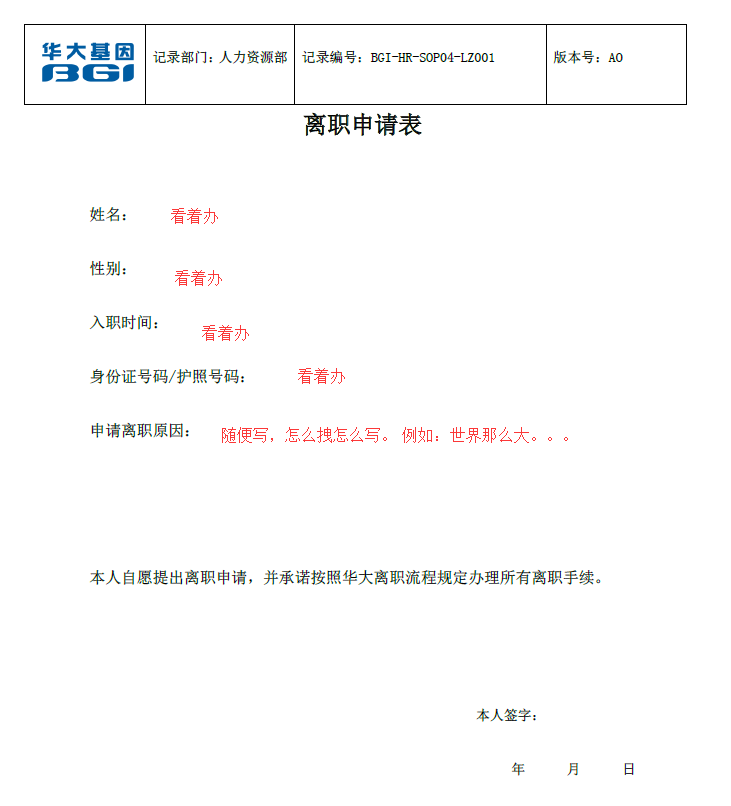 华大基因
BGI
记录部门：人力资源部
记录编号：BGI-HR-SOP04-LZ001
版本号：AO
离职申请表
姓名： 看着办
性别： 看着办
入职时间： 看着办
身份证号码/护照号码： 看着办
申请离职原因： 随便写，怎么拽怎么写。 例如：世界那么大。。。
本人自愿提出离职申请，并承诺按照华大离职流程规定办理所有离职手续。
本人签字：
年 月 日